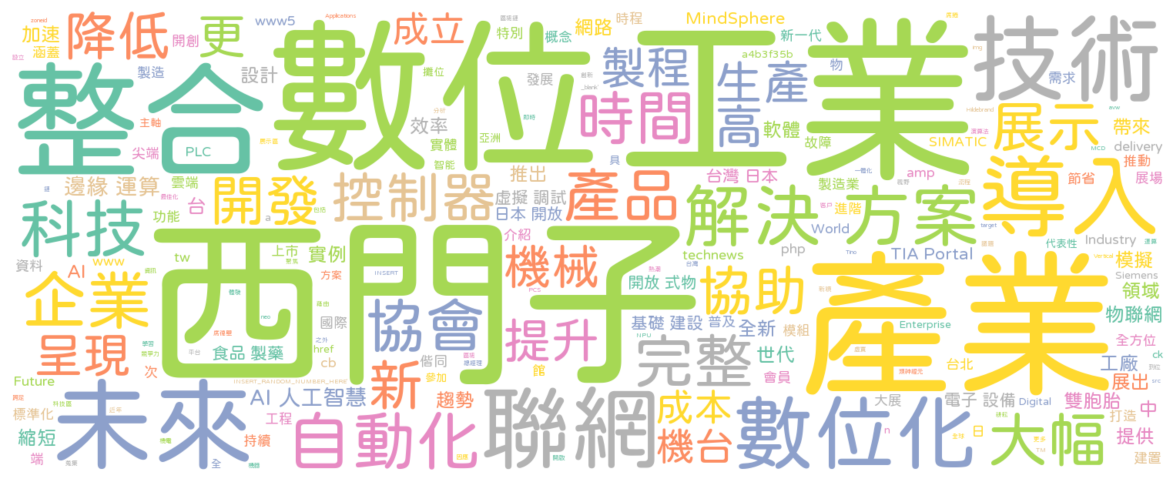 降低
更
www5
成立
特別
概念
網路
時程
MindSphere
新一代
加速
涵蓋
開創
製造
設計
整合
數位
工業
技術
製程
生產
發展
效率
時間
高
軟體
物
需求
a4b3f35b
故障
SIMATIC
展示
帶來
delivery
推動
主軸
尖端
PLC
實體
智能
亞洲
推出
具
台灣 日本
amp
製造業
進階
節省
展場
邊緣 運算
雲端
功能
台
開發
控制器
虛擬 調試
日本 開放
產品
解決 方案
導入
科技
西門子
a
介紹
World
php
technews
TIA Portal
代表性
Industry
模擬
Siemens
資料
AI
www
tw
上市
實例
方案
INSERT
機械
開放 式物
協助
產業
領域
物聯網
企業
國際
協會
基礎 建設
普及
全新
模組
Enterprise
呈現
次
食品 製藥
href
cb
偕同
參加
提升
館
完整
世代
會員
台北
全方位
ck
工廠
展出
Future
標準化
縮短
端
未來
INSERT_RANDOM_NUMBER_HERE
AI 人工智慧
工程
持續
新
趨勢
自動化
聯網
成本
機台
數位化
大展
電子 設備
Digital
雙胞胎
打造
中
日
n
大幅
提供
建置
攤位
Applications
target